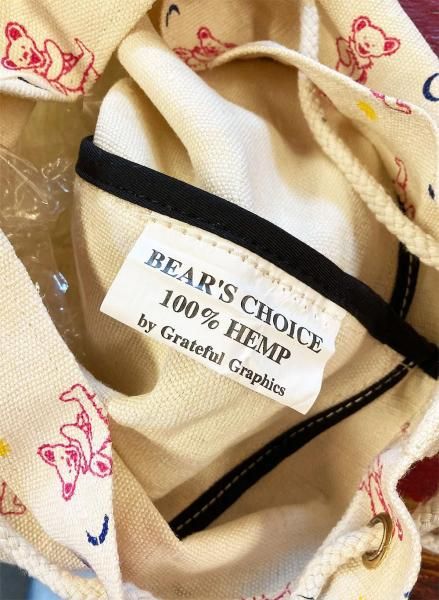 BEAR'S CHOICE
100% HEMP
by Grateful Graphics